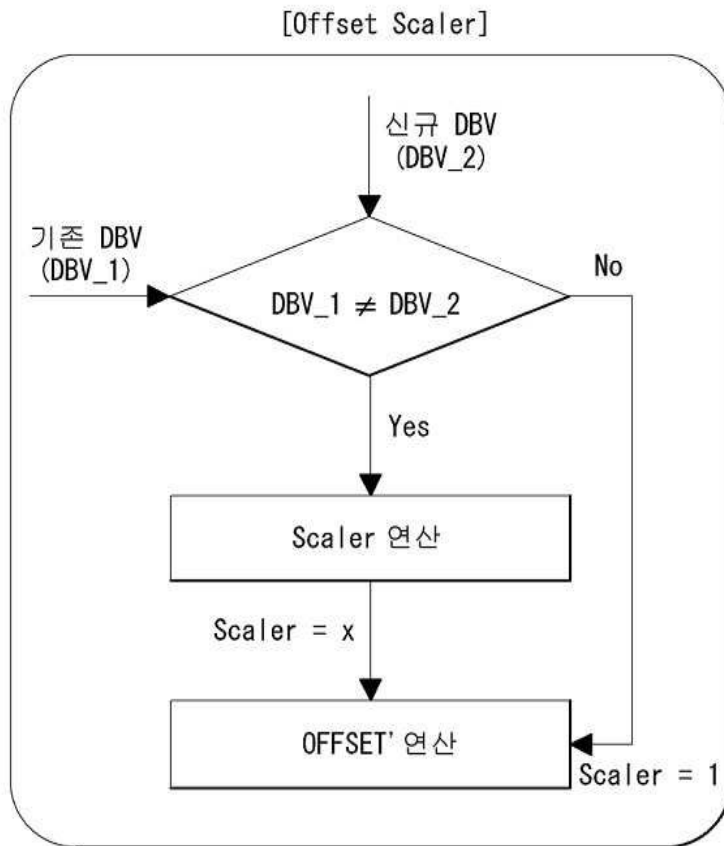 [Offset Scaler]
신규 DBV
(DBV_2)
기존 DBV
(DBV_1)
No
DBV_1 ≠ DBV_2
Yes
Scaler 연산
Scaler = x
OFFSET' 연산
Scaler = 1